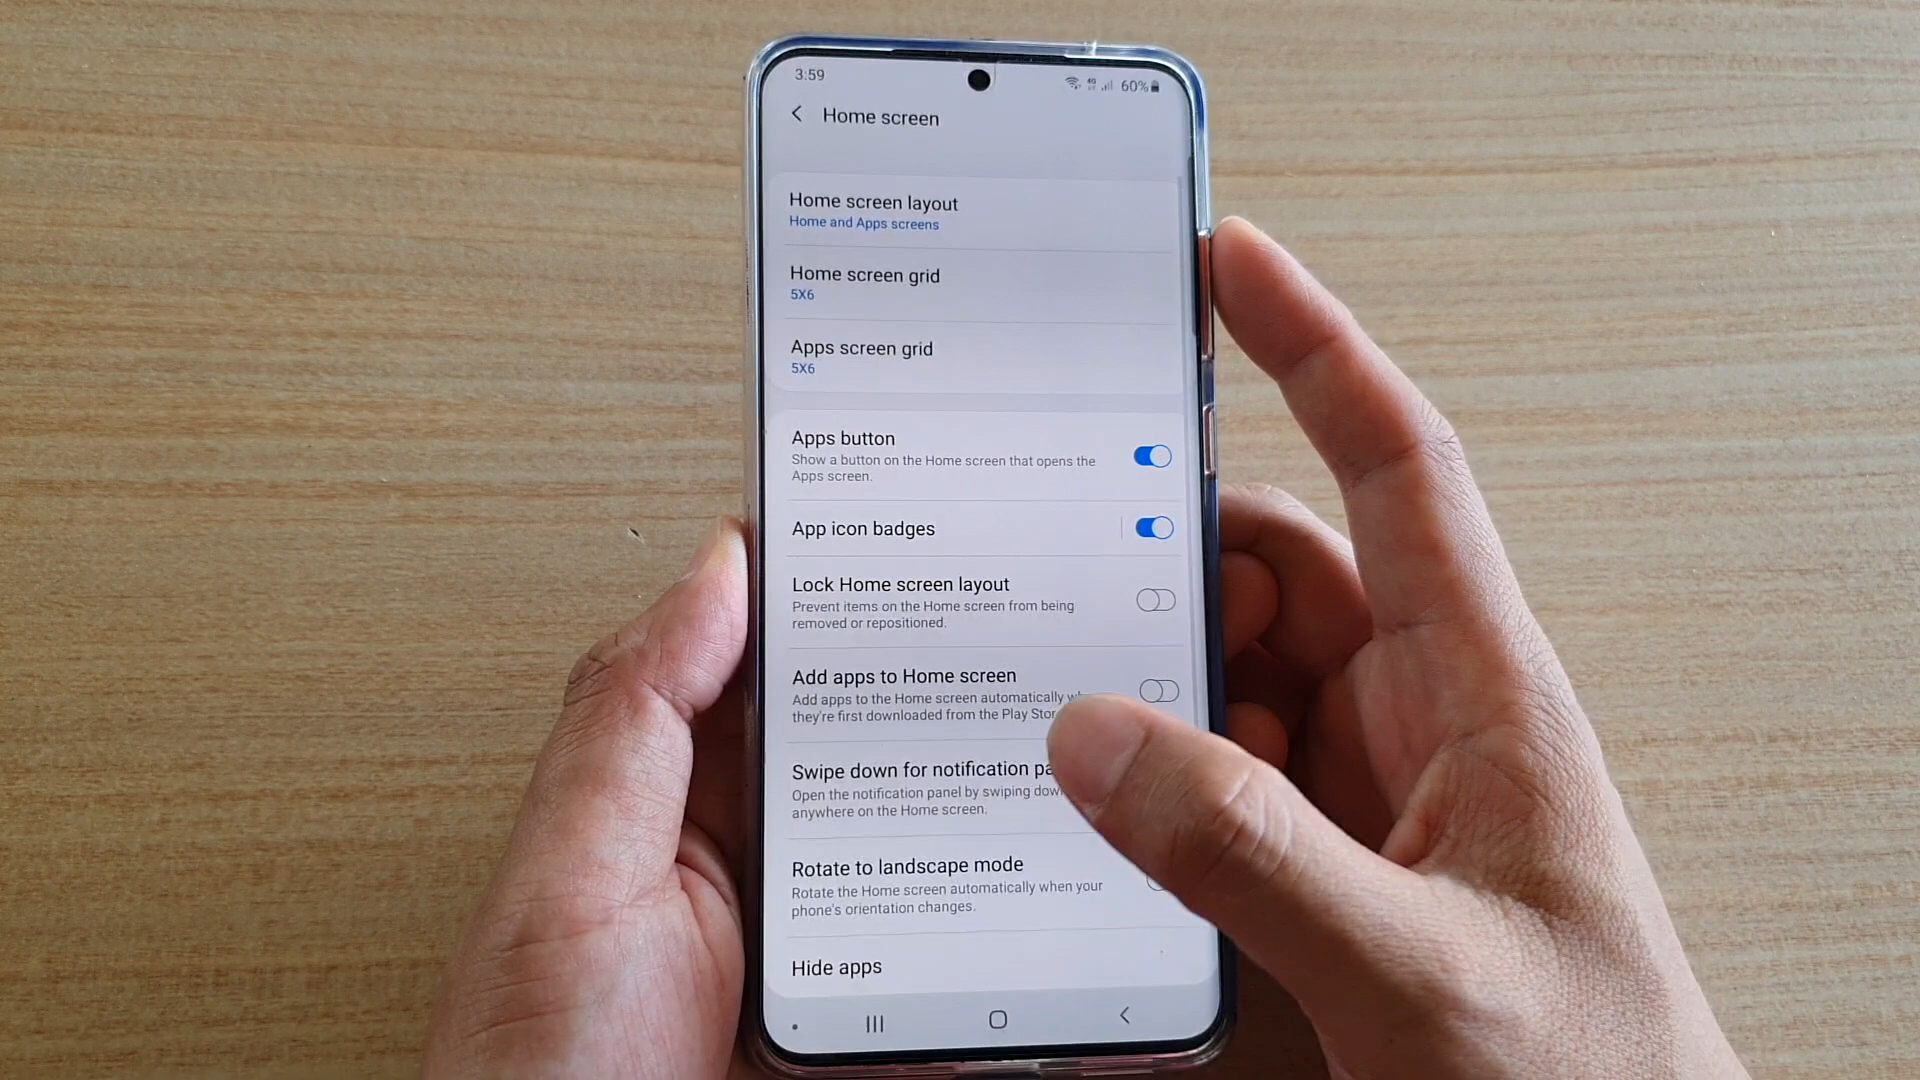 3:59
4G 60%
Home screen
Home screen layout
Home and Apps screens
Home screen grid
5X6
Apps screen grid
5X6
Apps button
Show a button on the Home screen that opens the
Apps screen.
App icon badges
Lock Home screen layout
Prevent items on the Home screen from being
removed or repositioned.
Add apps to Home screen
Add apps to the Home screen automatically
they're first downloaded from the Play
Swipe down for notification
Open the notification panel by swiping
anywhere on the Home screen.
Rotate to landscape mode
Rotate the Home screen automatically when your
phone's orientation changes.
Hide apps